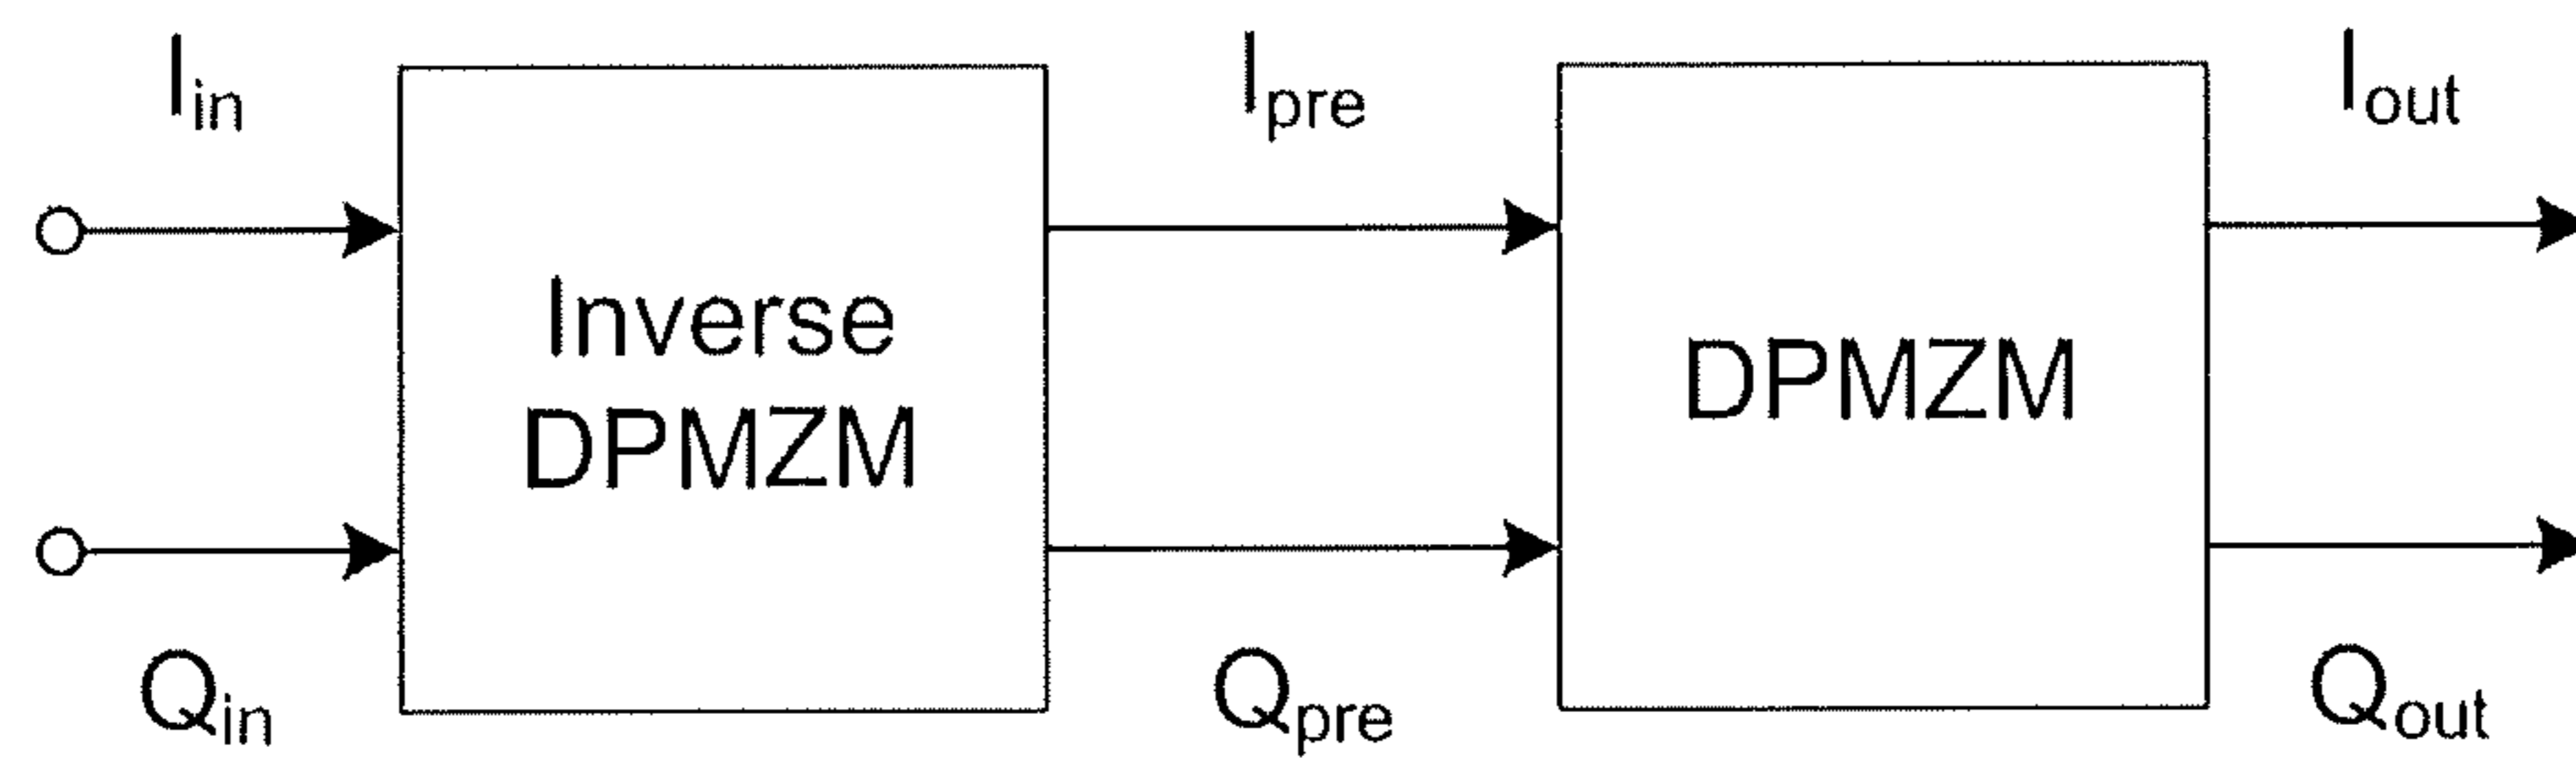 I_in
I_pre
I_out
Inverse
DPMZM
DPMZM
Q_in
Q_pre
Q_out